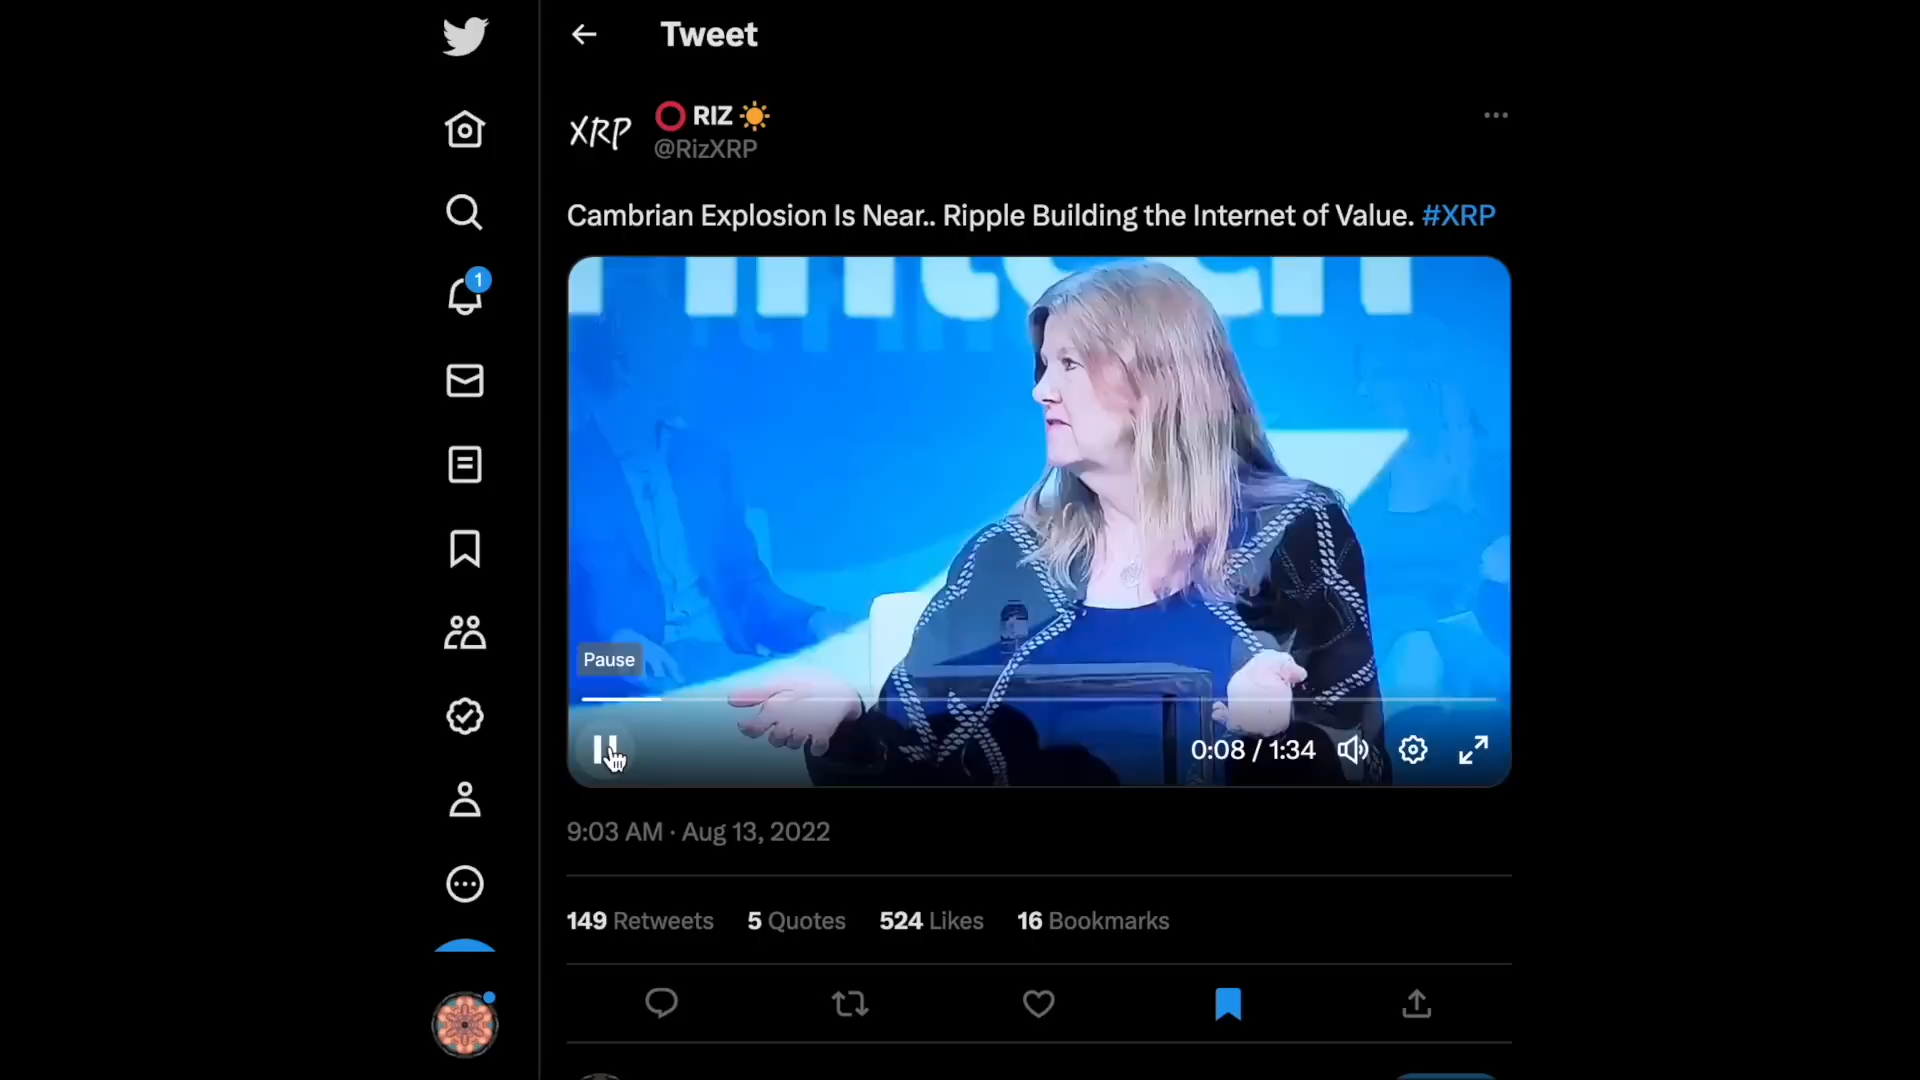 Tweet
XRP
RIZ
@RizXRP
Cambrian Explosion Is Near.. Ripple Building the Internet of Value. #XRP
1
Pause
0:08 / 1:34
9:03 AM · Aug 13, 2022
149 Retweets 5 Quotes 524 Likes 16 Bookmarks